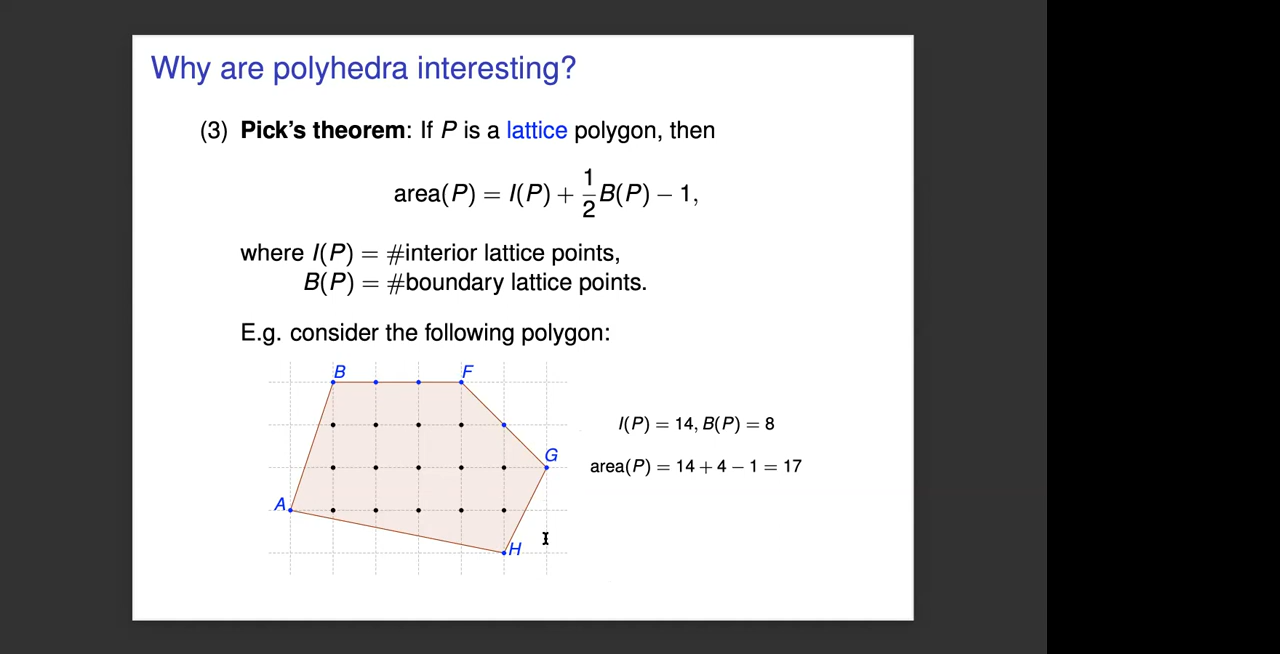 Why are polyhedra interesting?
(3) Pick's theorem: If P is a lattice polygon, then
area(P) = I(P) + 1/2 B(P) − 1,
where I(P) = #interior lattice points,
B(P) = #boundary lattice points.
E.g. consider the following polygon:
B F
I(P) = 14, B(P) = 8
G
area(P) = 14 + 4 − 1 = 17
A
H